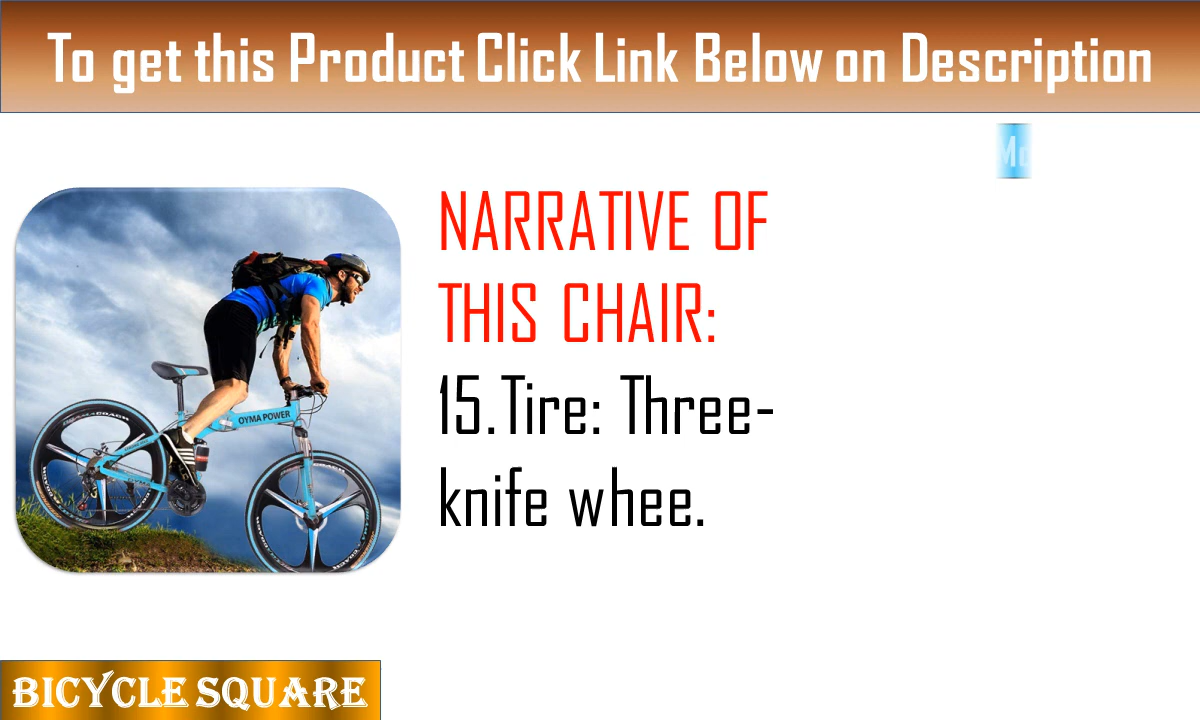 To get this Product Click Link Below on Description
NARRATIVE OF
THIS CHAIR:
15.Tire: Three-
knife whee.
OYMA POWER
COACH
BICYCLE SQUARE